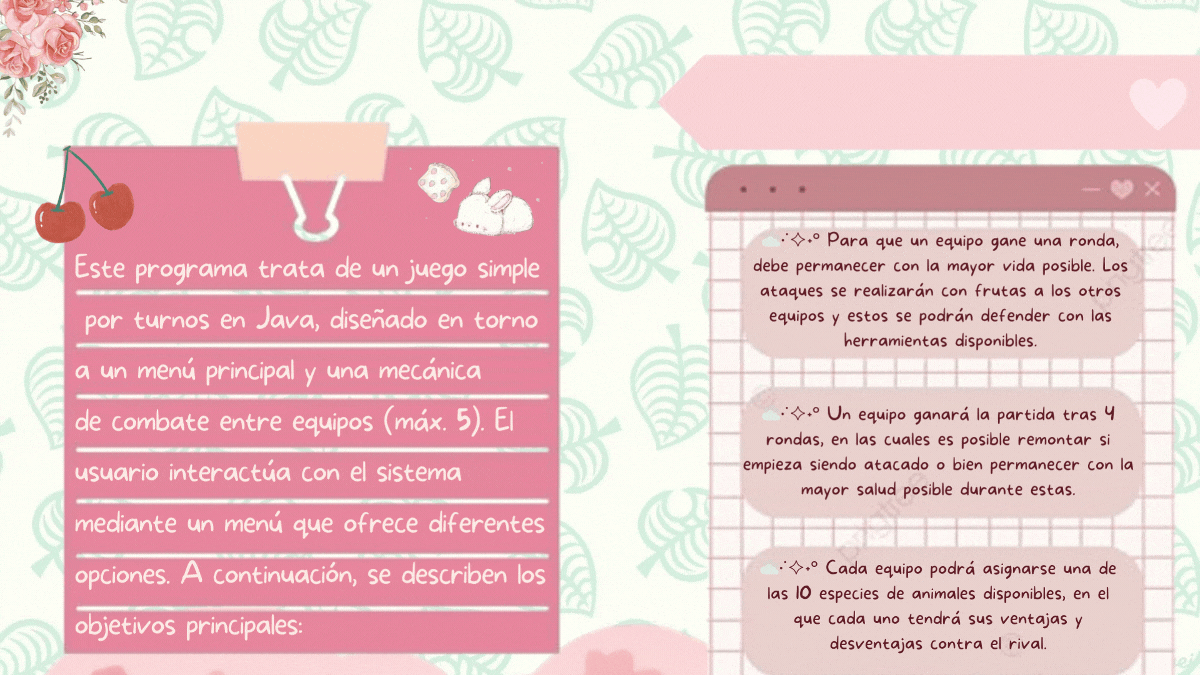 Este programa trata de un juego simple
por turnos en Java, diseñado en torno
a un menú principal y una mecánica
de combate entre equipos (máx. 5). El
usuario interactúa con el sistema
mediante un menú que ofrece diferentes
opciones. A continuación, se describen los
objetivos principales:
Para que un equipo gane una ronda,
debe permanecer con la mayor vida posible. Los
ataques se realizarán con frutas a los otros
equipos y estos se podrán defender con las
herramientas disponibles.
Un equipo ganará la partida tras 4
rondas, en las cuales es posible remontar si
empieza siendo atacado o bien permanecer con la
mayor salud posible durante estas.
Cada equipo podrá asignarse una de
las 10 especies de animales disponibles, en el
que cada uno tendrá sus ventajas y
desventajas contra el rival.